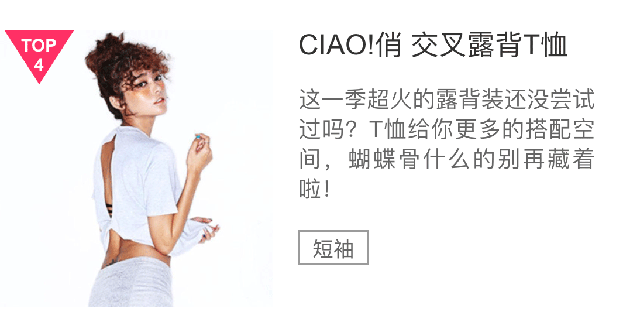 TOP
4
CIAO!俏 交叉露背T恤
这一季超火的露背装还没尝试
过吗？T恤给你更多的搭配空
间，蝴蝶骨什么的别再藏着
啦！
短袖